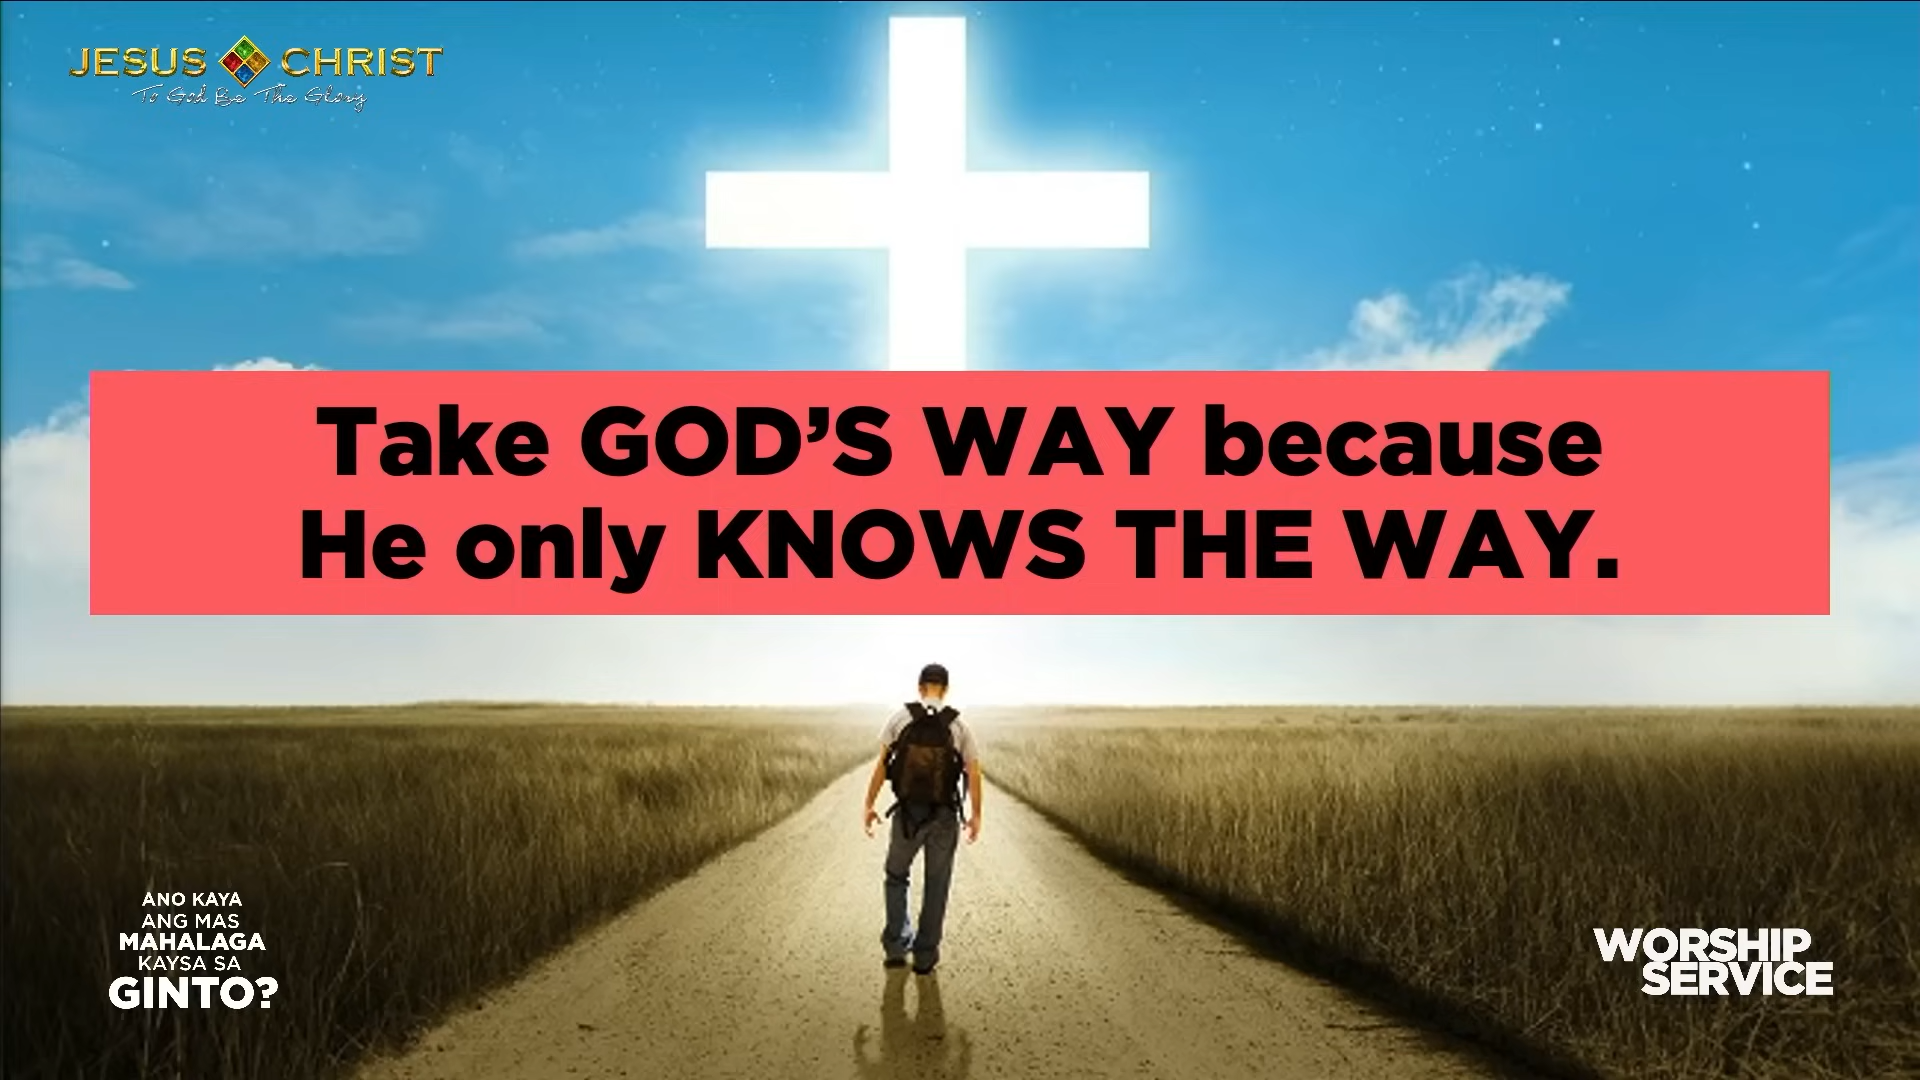 JESUS CHRIST
To God Be The Glory
Take GOD’S WAY because
He only KNOWS THE WAY.
ANO KAYA
ANG MAS
MAHALAGA
KAYSA SA
GINTO?
WORSHIP
SERVICE